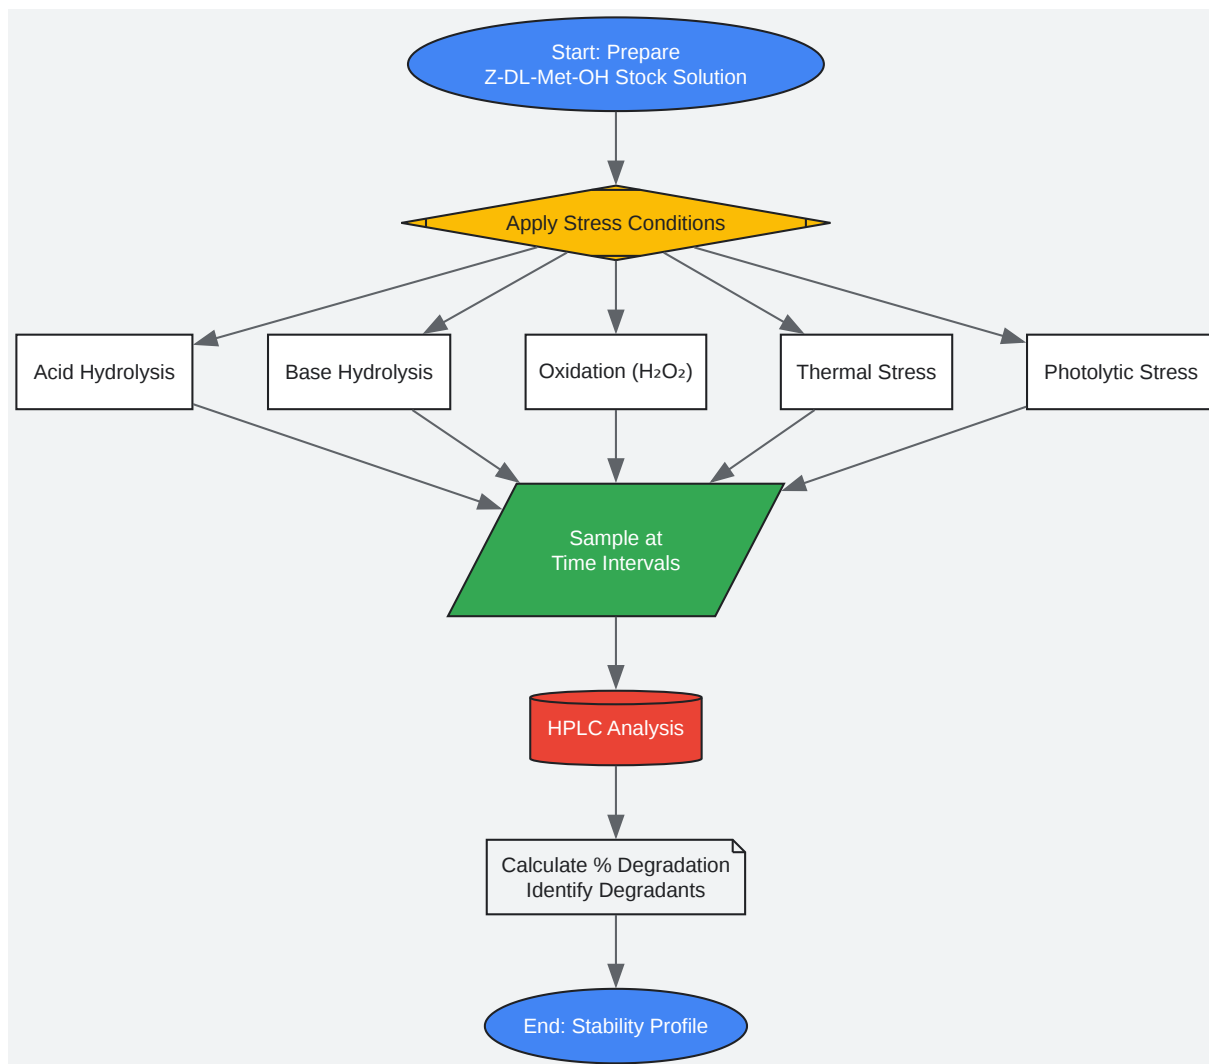 Start: Prepare
Z-DL-Met-OH Stock Solution
Apply Stress Conditions
Acid Hydrolysis
Base Hydrolysis
Oxidation (H₂O₂)
Thermal Stress
Photolytic Stress
Sample at
Time Intervals
HPLC Analysis
Calculate % Degradation
Identify Degradants
End: Stability Profile